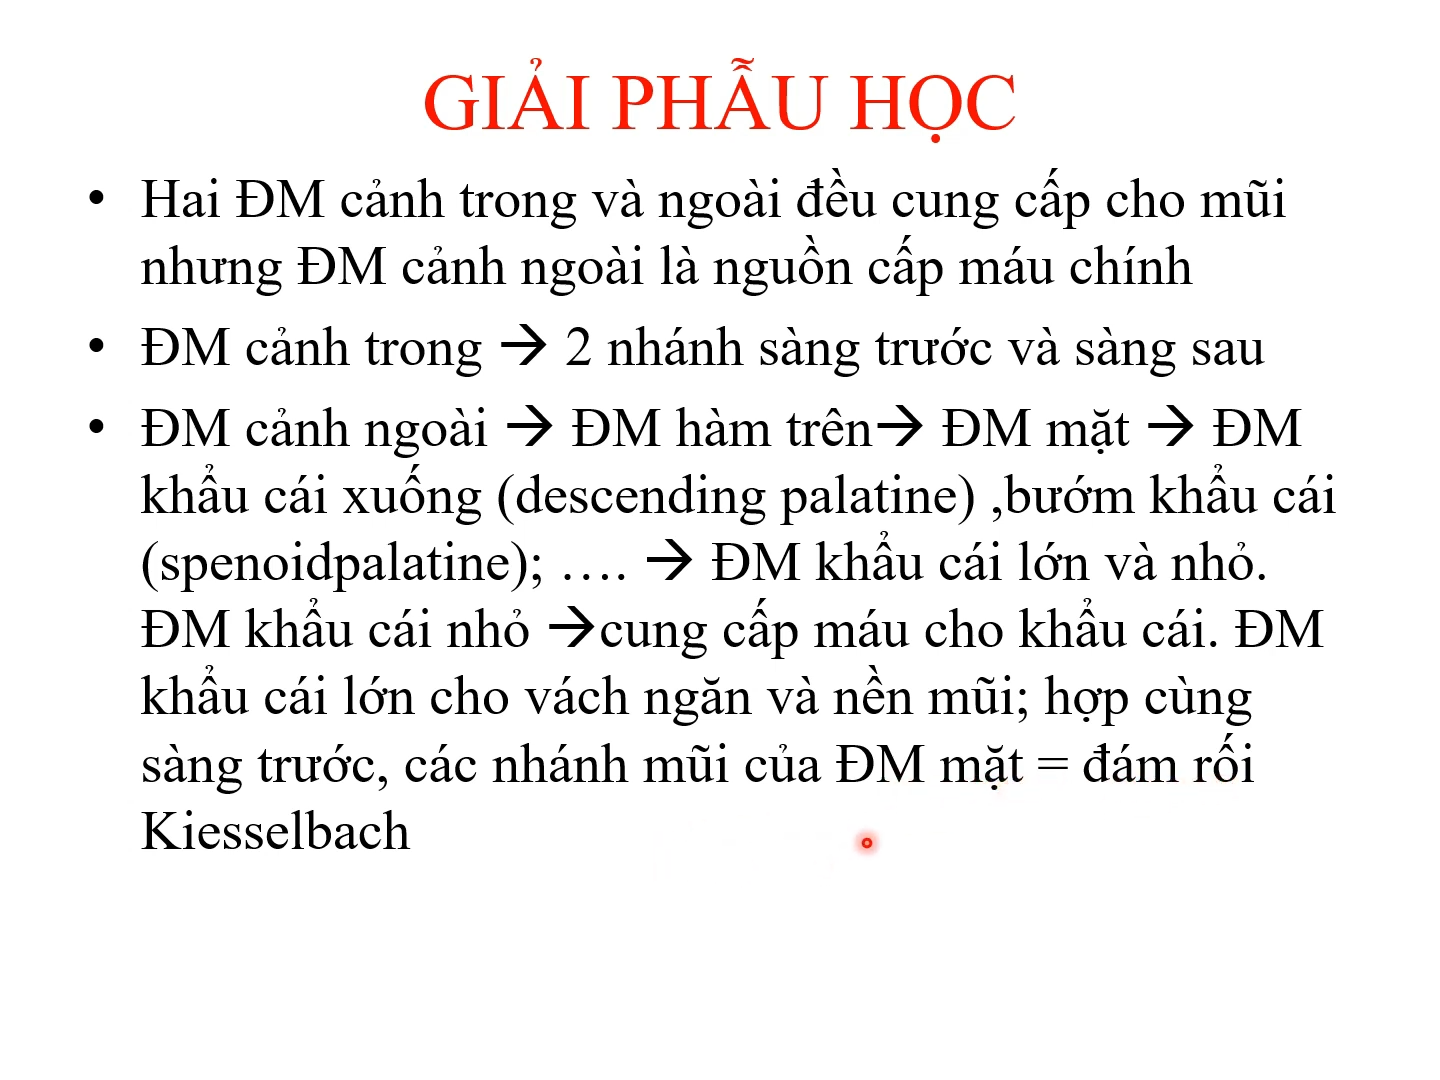 GIẢI PHẪU HỌC
• Hai ĐM cảnh trong và ngoài đều cung cấp cho mũi
nhưng ĐM cảnh ngoài là nguồn cấp máu chính
• ĐM cảnh trong → 2 nhánh sàng trước và sàng sau
• ĐM cảnh ngoài → ĐM hàm trên→ ĐM mặt → ĐM
khẩu cái xuống (descending palatine) ,bướm khẩu cái
(spenoidpalatine); …. → ĐM khẩu cái lớn và nhỏ.
ĐM khẩu cái nhỏ →cung cấp máu cho khẩu cái. ĐM
khẩu cái lớn cho vách ngăn và nền mũi; hợp cùng
sàng trước, các nhánh mũi của ĐM mặt = đám rối
Kiesselbach